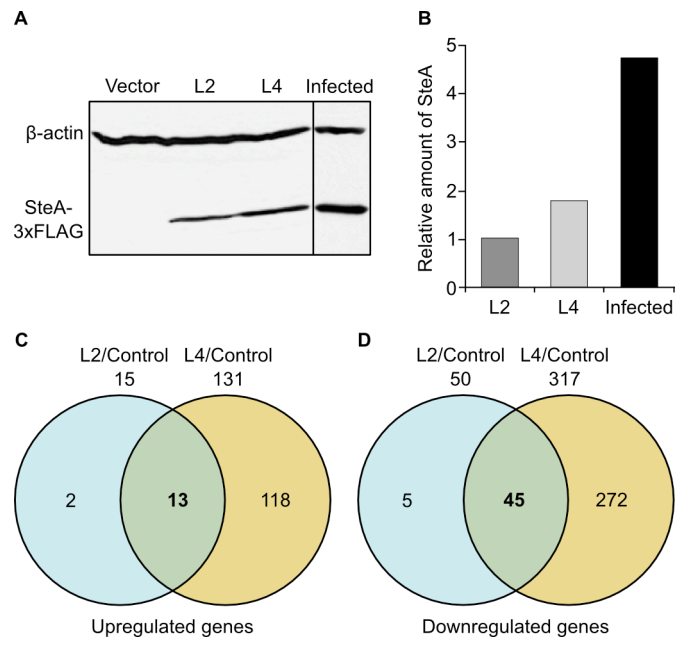 A
Vector L2 L4 Infected
β-actin
SteA-
3xFLAG
B
Relative amount of SteA
5
4
3
2
1
0
L2 L4 Infected
C
L2/Control L4/Control
15 131
2 13 118
Upregulated genes
D
L2/Control L4/Control
50 317
5 45 272
Downregulated genes